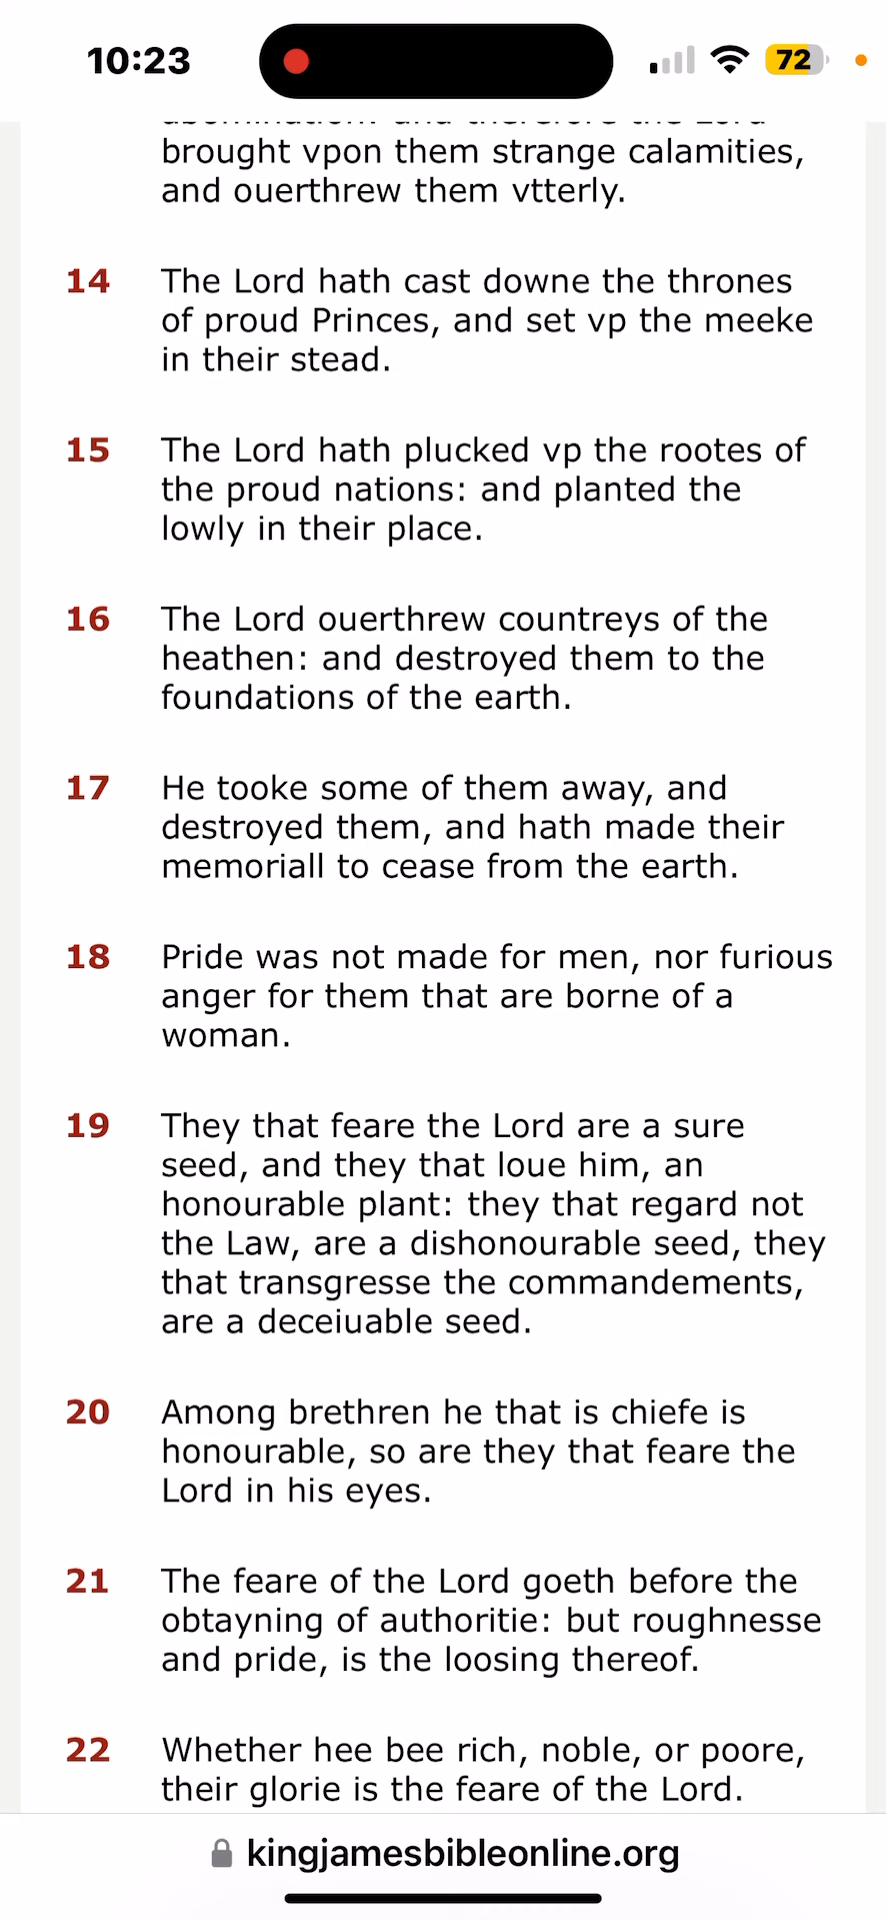 10:23
72
brought vpon them strange calamities,
and ouerthrew them vtterly.
14 The Lord hath cast downe the thrones
of proud Princes, and set vp the meeke
in their stead.
15 The Lord hath plucked vp the rootes of
the proud nations: and planted the
lowly in their place.
16 The Lord ouerthrew countreys of the
heathen: and destroyed them to the
foundations of the earth.
17 He tooke some of them away, and
destroyed them, and hath made their
memoriall to cease from the earth.
18 Pride was not made for men, nor furious
anger for them that are borne of a
woman.
19 They that feare the Lord are a sure
seed, and they that loue him, an
honourable plant: they that regard not
the Law, are a dishonourable seed, they
that transgresse the commandements,
are a deceiuable seed.
20 Among brethren he that is chiefe is
honourable, so are they that feare the
Lord in his eyes.
21 The feare of the Lord goeth before the
obtayning of authoritie: but roughnesse
and pride, is the loosing thereof.
22 Whether hee bee rich, noble, or poore,
their glorie is the feare of the Lord.
kingjamesbibleonline.org